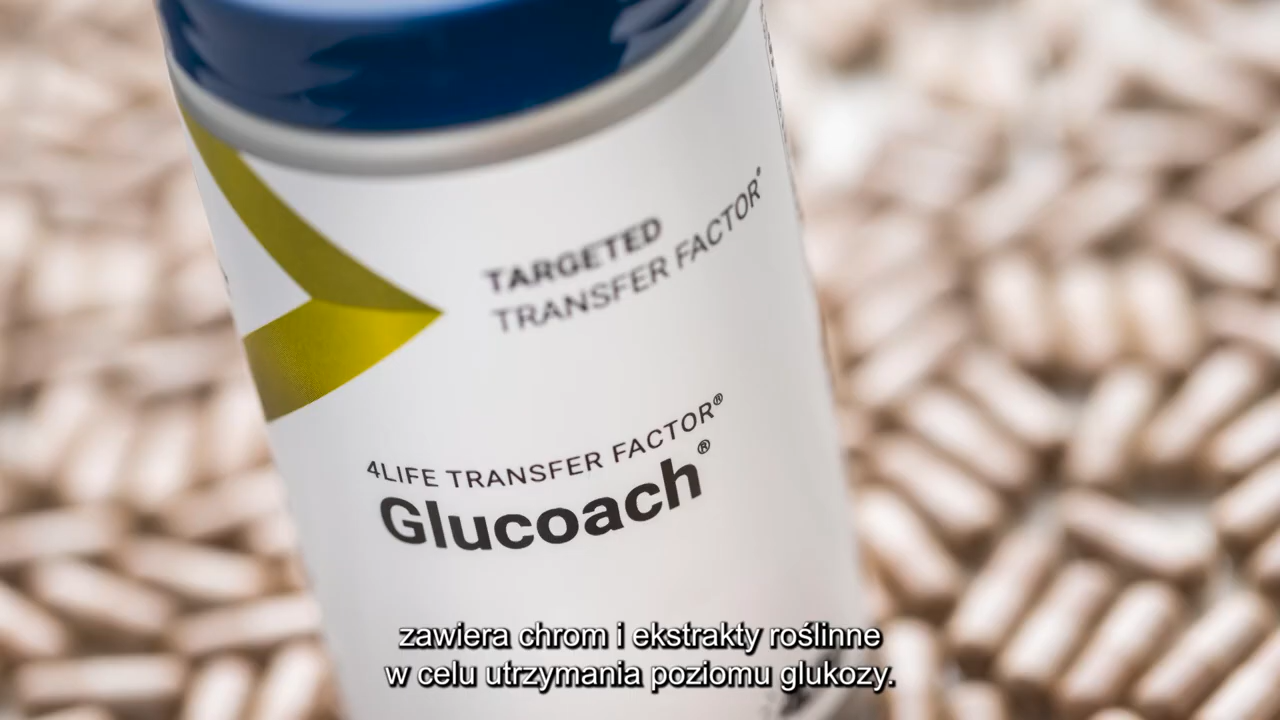 TARGETED
TRANSFER FACTOR®
4LIFE TRANSFER FACTOR®
Glucoach®
zawiera chrom i ekstrakty roślinne
w celu utrzymania poziomu glukozy.